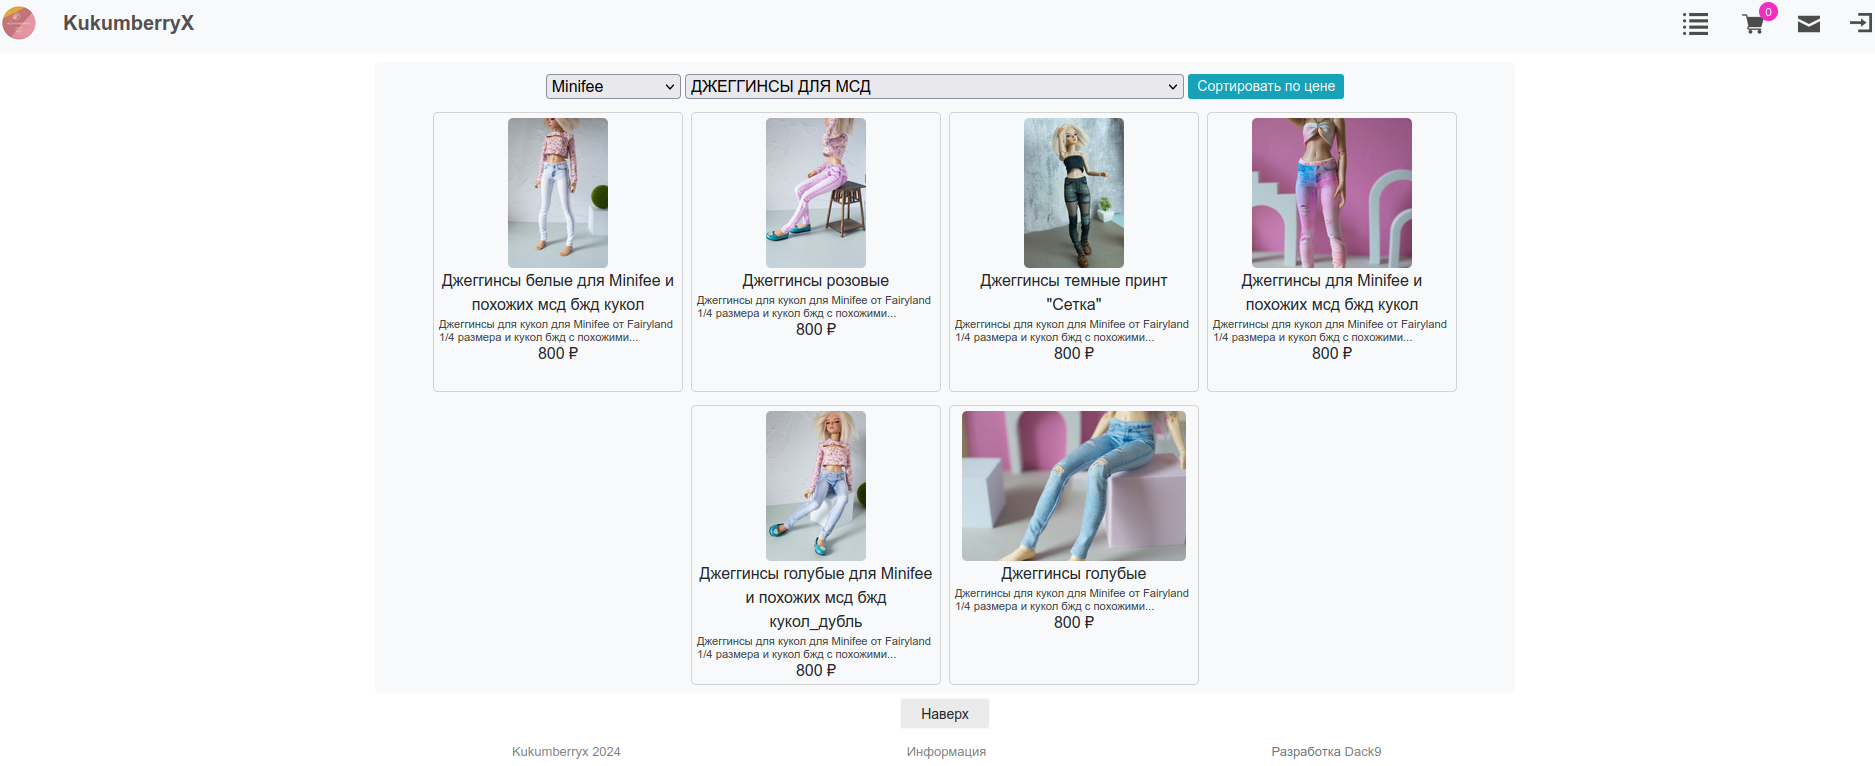 KukumberryX
0
Minifee
ДЖЕГГИНСЫ ДЛЯ МСД
Сортировать по цене
Джеггинсы белые для Minifee и
похожих мсд бжд кукол
Джеггинсы для кукол для Minifee от Fairyland
1/4 размера и кукол бжд с похожими...
800 ₽
Джеггинсы розовые
Джеггинсы для кукол для Minifee от Fairyland
1/4 размера и кукол бжд с похожими...
800 ₽
Джеггинсы темные принт
"Сетка"
Джеггинсы для кукол для Minifee от Fairyland
1/4 размера и кукол бжд с похожими...
800 ₽
Джеггинсы для Minifee и
похожих мсд бжд кукол
Джеггинсы для кукол для Minifee от Fairyland
1/4 размера и кукол бжд с похожими...
800 ₽
Джеггинсы голубые для Minifee
и похожих мсд бжд
кукол_дубль
Джеггинсы для кукол для Minifee от Fairyland
1/4 размера и кукол бжд с похожими...
800 ₽
Джеггинсы голубые
Джеггинсы для кукол для Minifee от Fairyland
1/4 размера и кукол бжд с похожими...
800 ₽
Наверх
Kukumberryx 2024
Информация
Разработка Dack9